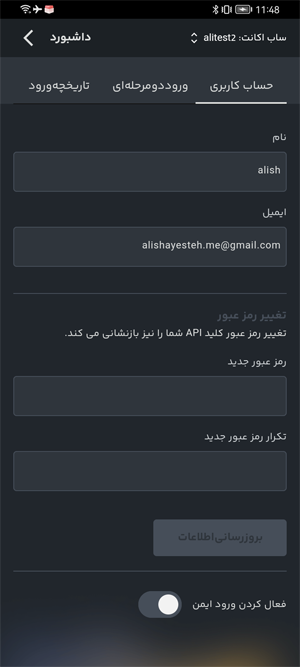 11:48
داشبورد
ساب اکانت: alitest2
حساب کاربری
ورود‌دومرحله‌ای
تاریخچه‌ورود
نام
alish
ایمیل
alishayesteh.me@gmail.com
تغییر رمز عبور
تغییر رمز عبور کلید API شما را نیز بازنشانی می کند.
رمز عبور جدید
تکرار رمز عبور جدید
بروزرسانی‌اطلاعات
فعال کردن ورود ایمن